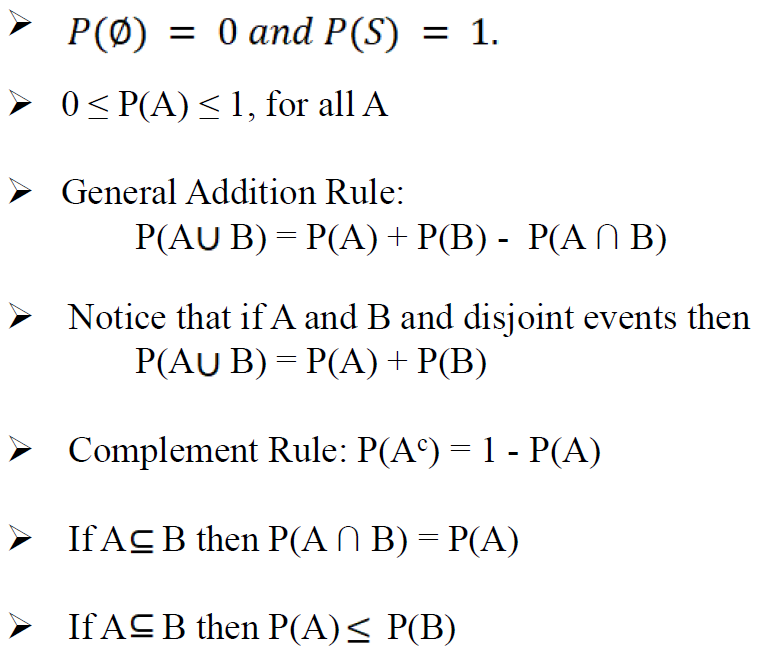 ➢ P(∅) = 0 and P(S) = 1.
➢ 0 ≤ P(A) ≤ 1, for all A
➢ General Addition Rule:
P(A∪ B) = P(A) + P(B) - P(A ∩ B)
➢ Notice that if A and B and disjoint events then
P(A∪ B) = P(A) + P(B)
➢ Complement Rule: P(Aᶜ) = 1 - P(A)
➢ If A⊆ B then P(A ∩ B) = P(A)
➢ If A⊆ B then P(A) ≤ P(B)